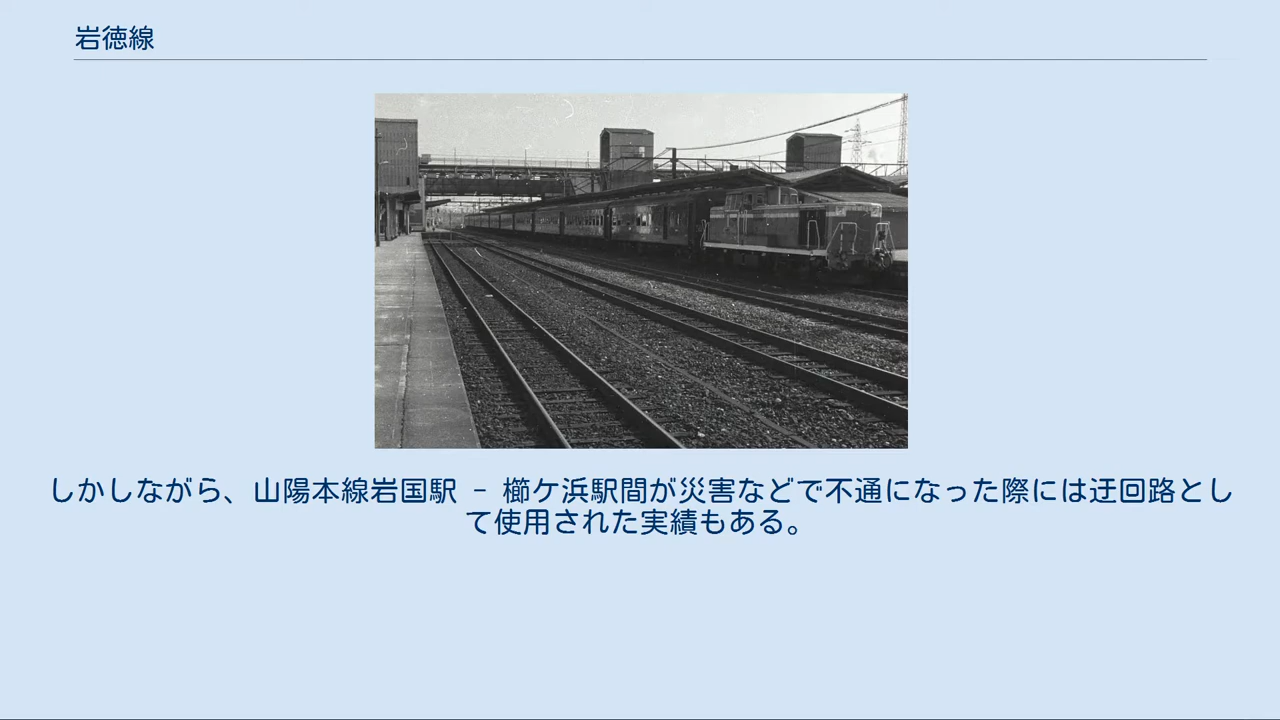 岩徳線
しかしながら、山陽本線岩国駅 - 櫛ケ浜駅間が災害などで不通になった際には迂回路とし
て使用された実績もある。